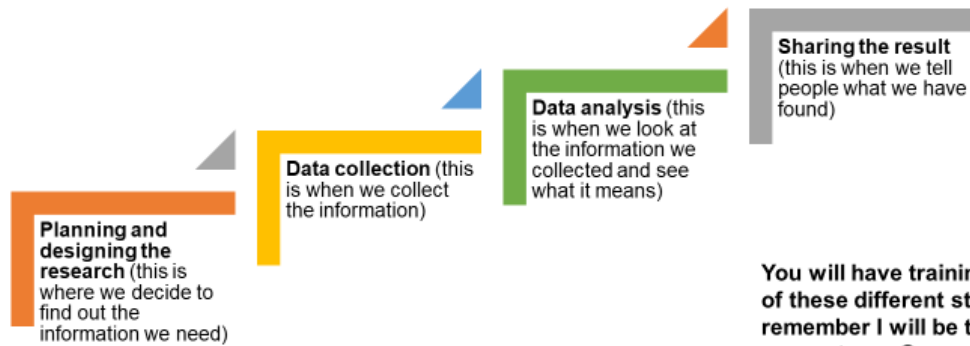 Planning and
designing the
research (this is
where we decide to
find out the
information we need)
Data collection (this
is when we collect
the information)
Data analysis (this
is when we look at
the information we
collected and see
what it means)
Sharing the result
(this is when we tell
people what we have
found)
You will have
of these different
remember I will be